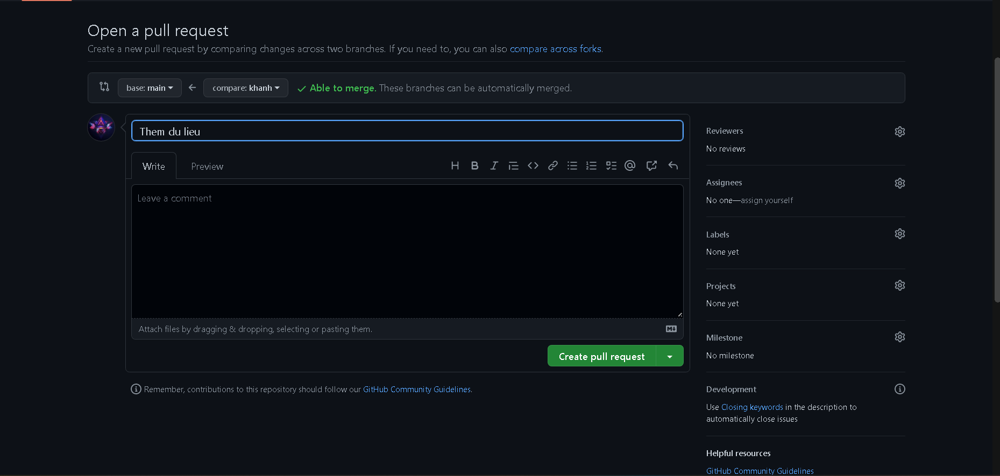 Open a pull request
Create a new pull request by comparing changes across two branches. If you need to, you can also compare across forks.
base: main
compare: khanh
Able to merge. These branches can be automatically merged.
Them du lieu
Write
Preview
Leave a comment
Attach files by dragging & dropping, selecting or pasting them.
Create pull request
Remember, contributions to this repository should follow our GitHub Community Guidelines.
Reviewers
No reviews
Assignees
No one—assign yourself
Labels
None yet
Projects
None yet
Milestone
No milestone
Development
Use Closing keywords in the description to
automatically close issues
Helpful resources
GitHub Community Guidelines